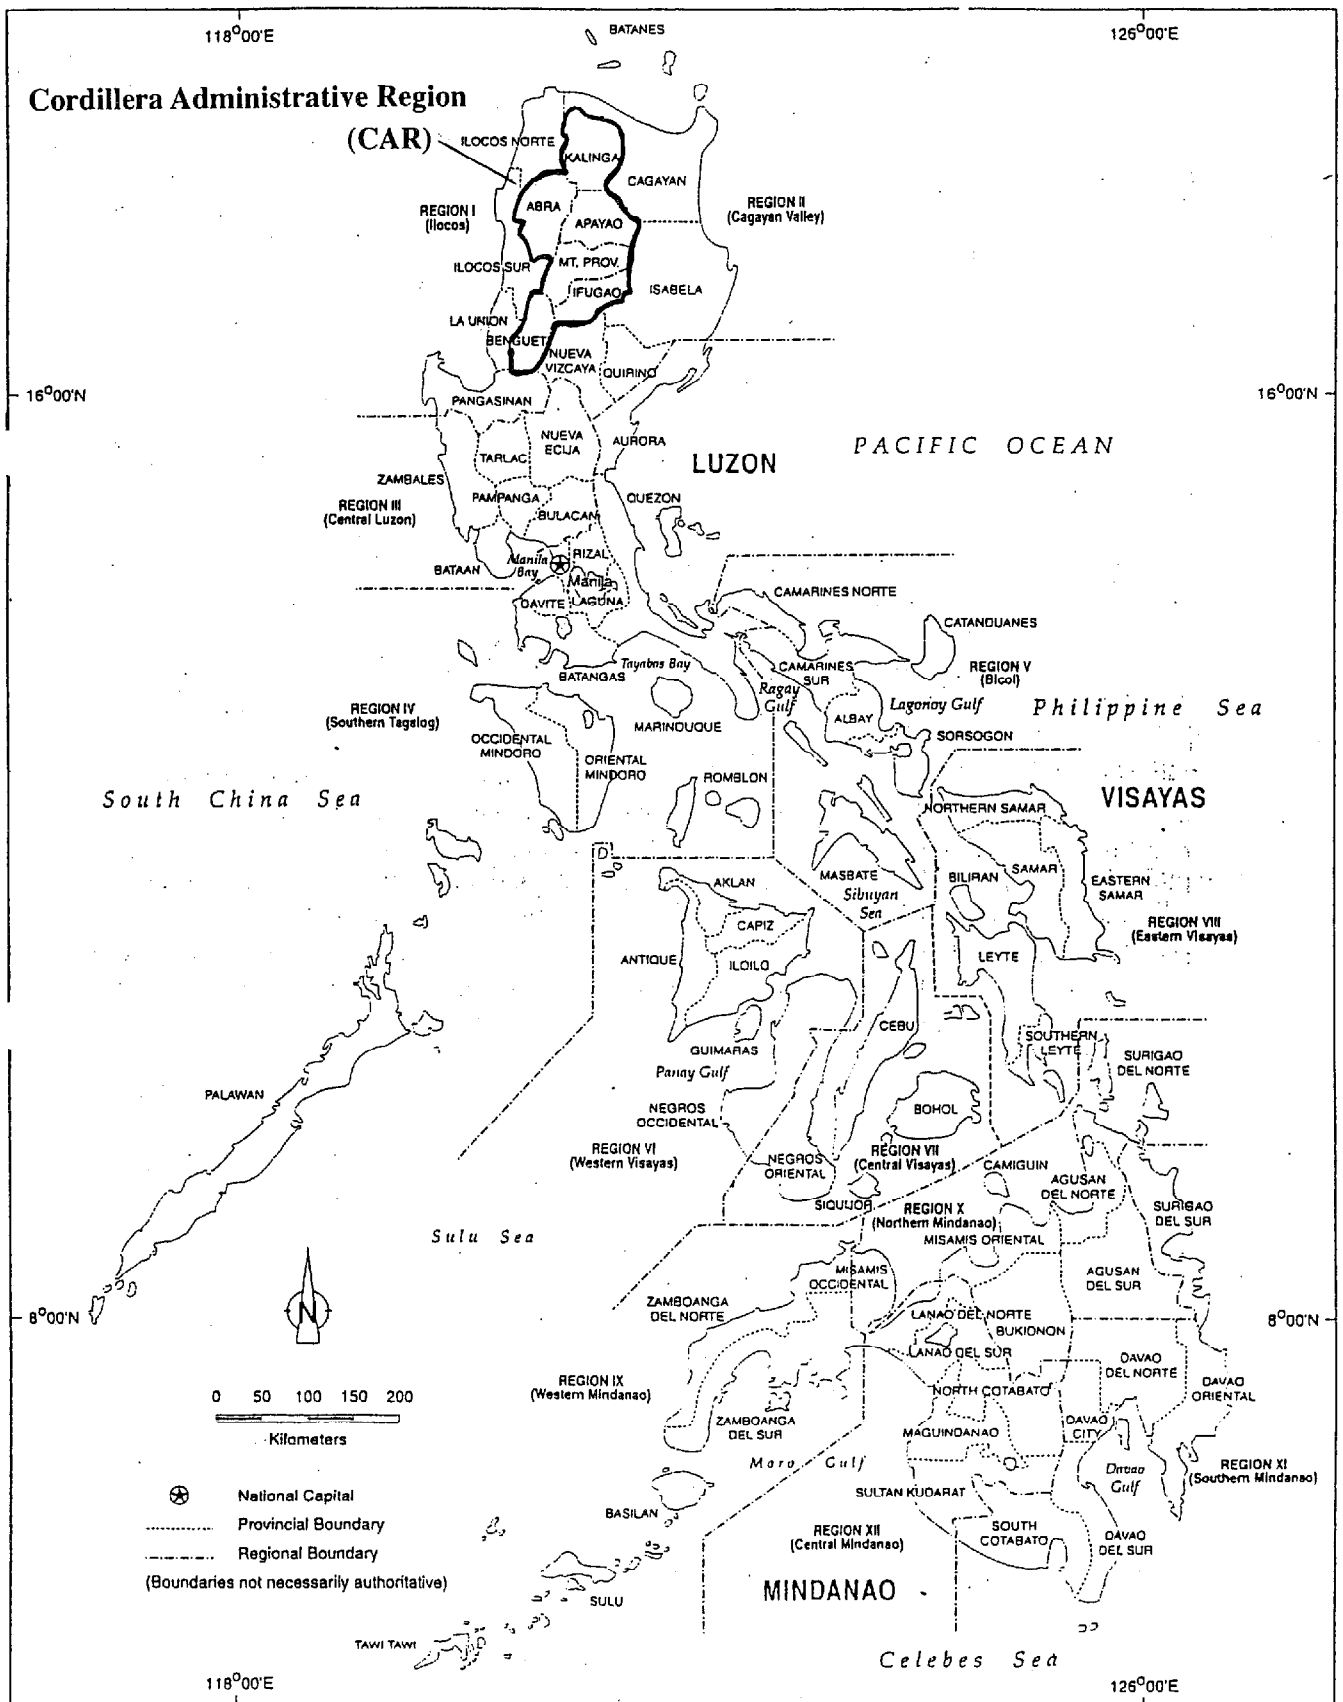 118°00'E
126°00'E
BATANES
Cordillera Administrative Region
(CAR)
ILOCOS NORTE
KALINGA
CAGAYAN
ABRA
APAYAO
REGION I
(Ilocos)
REGION II
(Cagayan Valley)
ILOCOS SUR
MT. PROV.
IFUGAO
ISABELA
LA UNION
BENGUET
NUEVA
VIZCAYA
QUIRINO
16°00'N
16°00'N
PANGASINAN
NUEVA
ECIJA
AURORA
TARLAC
LUZON
PACIFIC OCEAN
ZAMBALES
PAMPANGA
QUEZON
REGION III
(Central Luzon)
BULACAN
BATAAN
Manila
Bay
RIZAL
Manila
CAVITE
LAGUNA
CAMARINES NORTE
CATANDUANES
BATANGAS
Tayabas Bay
Ragay
Gulf
CAMARINES
SUR
REGION V
(Bicol)
REGION IV
(Southern Tagalog)
MARINDUQUE
ALBAY
Lagonoy Gulf
Philippine Sea
OCCIDENTAL
MINDORO
ORIENTAL
MINDORO
SORSOGON
ROMBLON
South China Sea
VISAYAS
NORTHERN SAMAR
MASBATE
Sibuyan
Sea
BILIRAN
SAMAR
EASTERN
SAMAR
AKLAN
CAPIZ
REGION VIII
(Eastern Visayas)
ANTIQUE
ILOILO
LEYTE
CEBU
GUIMARAS
Panay Gulf
SOUTHERN
LEYTE
SURIGAO
DEL NORTE
PALAWAN
NEGROS
OCCIDENTAL
BOHOL
REGION VI
(Western Visayas)
NEGROS
ORIENTAL
REGION VII
(Central Visayas)
CAMIGUIN
AGUSAN
DEL NORTE
SIQUIJOR
REGION X
(Northern Mindanao)
SURIGAO
DEL SUR
Sulu Sea
MISAMIS ORIENTAL
MISAMIS
OCCIDENTAL
AGUSAN
DEL SUR
ZAMBOANGA
DEL NORTE
N
8°00'N
8°00'N
LANAO DEL NORTE
BUKIDNON
LANAO DEL SUR
DAVAO
DEL NORTE
REGION IX
(Western Mindanao)
NORTH COTABATO
DAVAO
ORIENTAL
0 50 100 150 200
Kilometers
ZAMBOANGA
DEL SUR
MAGUINDANAO
DAVAO
CITY
Moro Gulf
Davao
Gulf
REGION XI
(Southern Mindanao)
BASILAN
SULTAN KUDARAT
REGION XII
(Central Mindanao)
SOUTH
COTABATO
DAVAO
DEL SUR
National Capital
Provincial Boundary
Regional Boundary
(Boundaries not necessarily authoritative)
MINDANAO
SULU
TAWI TAWI
Celebes Sea
118°00'E
126°00'E